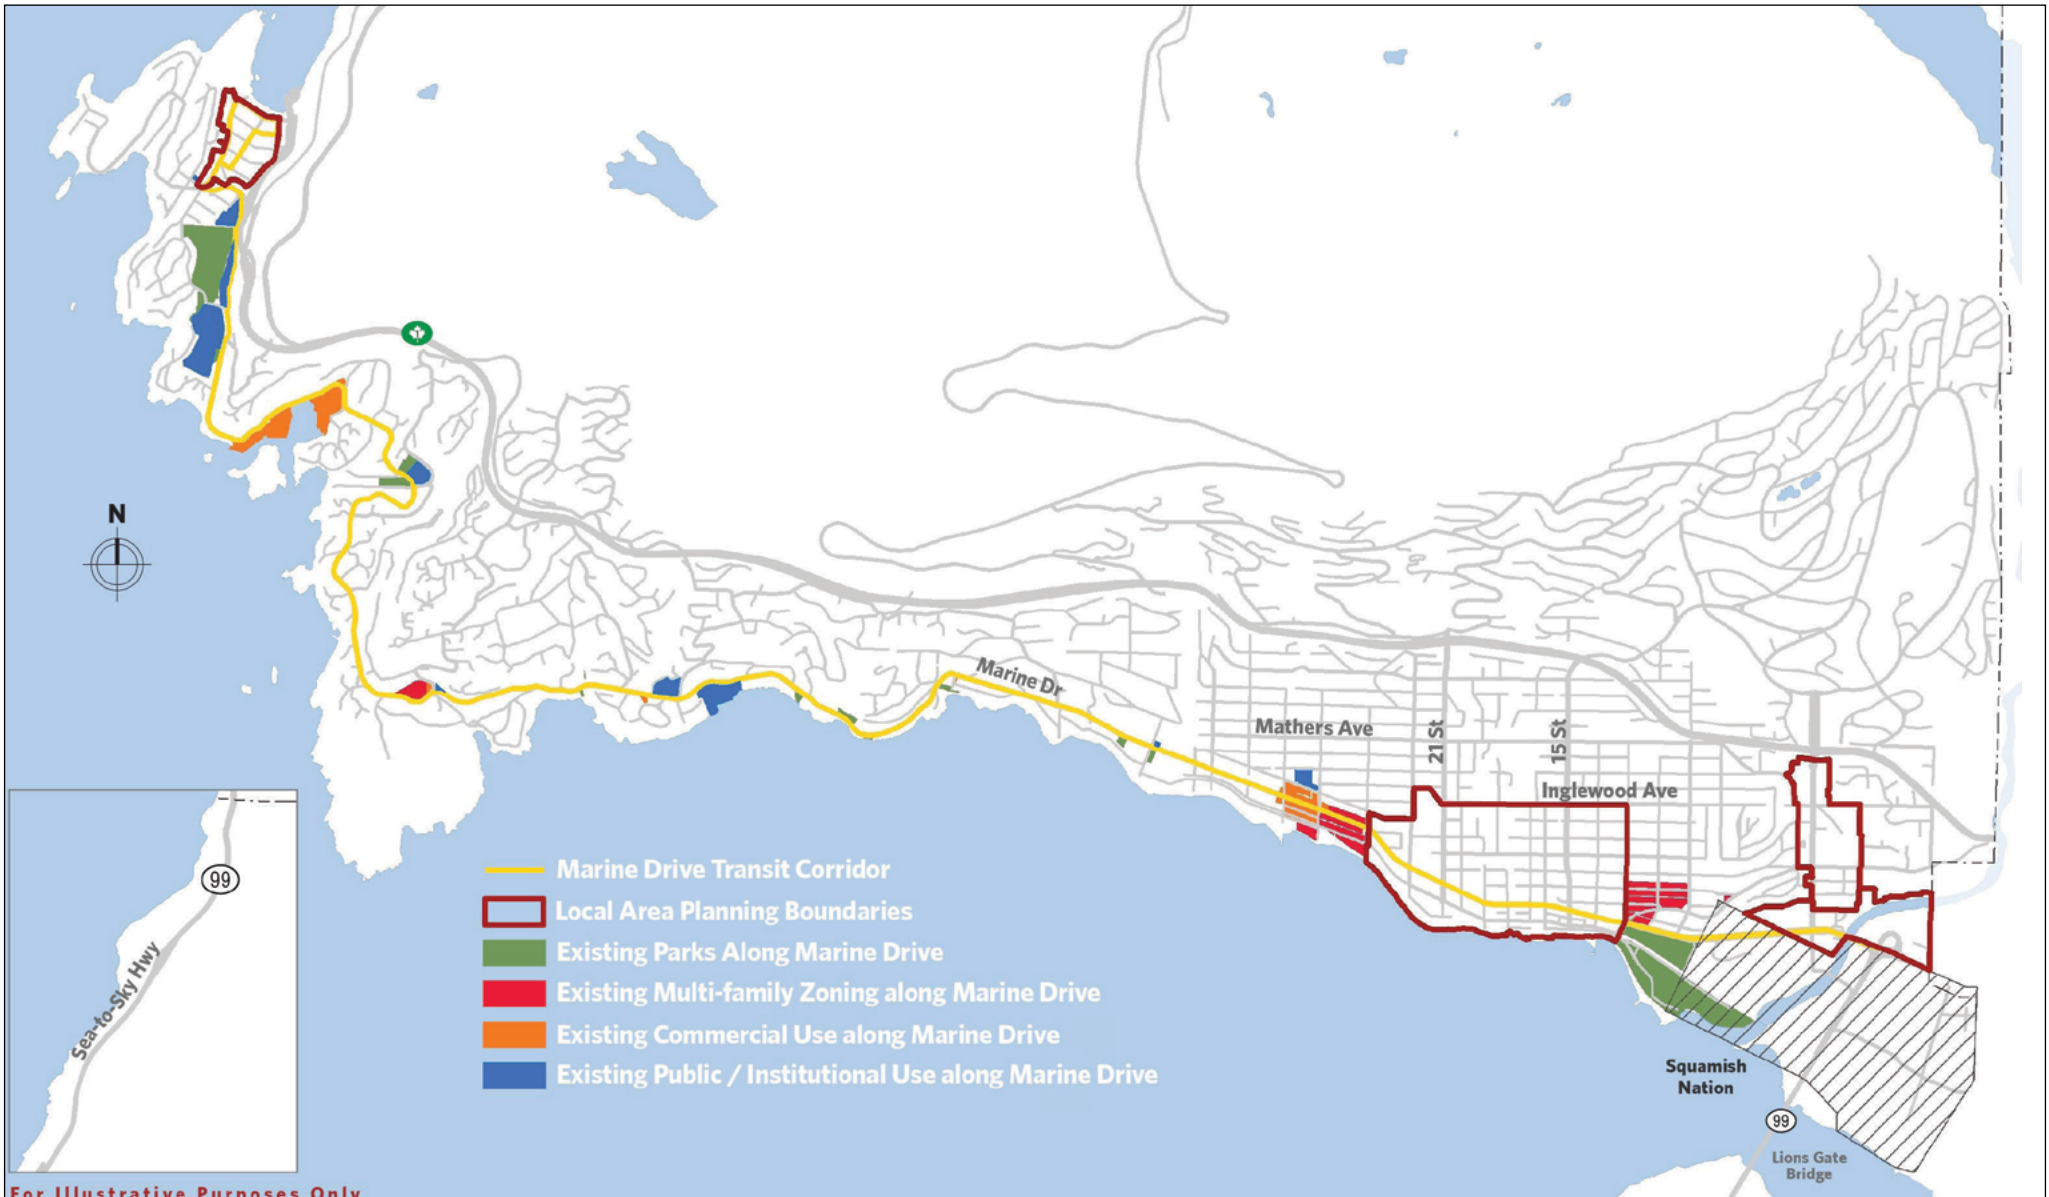 1
N
Marine Dr
Mathers Ave
21 St
15 St
Inglewood Ave
99
Sea-to-Sky Hwy
Marine Drive Transit Corridor
Local Area Planning Boundaries
Existing Parks Along Marine Drive
Existing Multi-family Zoning along Marine Drive
Existing Commercial Use along Marine Drive
Existing Public / Institutional Use along Marine Drive
Squamish
Nation
99
Lions Gate
Bridge
For Illustrative Purposes Only